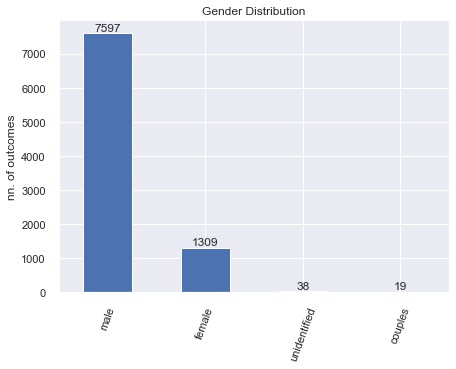 Gender Distribution
nn. of outcomes
7000
6000
5000
4000
3000
2000
1000
0
7597
1309
38
19
male
female
unidentified
couples